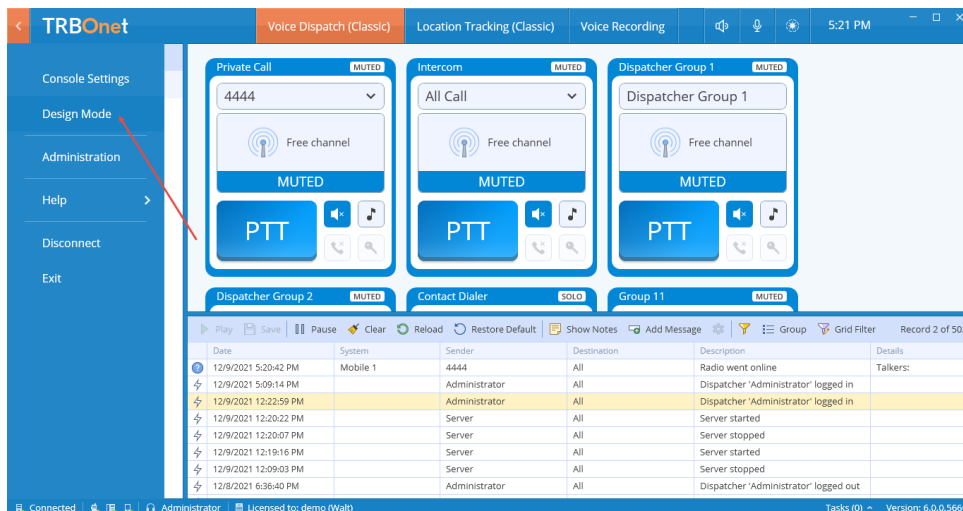 TRBOnet
Voice Dispatch (Classic)
Location Tracking (Classic)
Voice Recording
5:21 PM
Console Settings
Design Mode
Administration
Help
Disconnect
Exit
Private Call MUTED
4444
Free channel
MUTED
PTT
Intercom MUTED
All Call
Free channel
MUTED
PTT
Dispatcher Group 1 MUTED
Dispatcher Group 1
Free channel
MUTED
PTT
Dispatcher Group 2 MUTED
Contact Dialer SOLO
Group 11 MUTED
Play Save Pause Clear Reload Restore Default Show Notes Add Message Group Grid Filter Record 2 of 50
Date System Sender Destination Description Details
12/9/2021 5:20:42 PM Mobile 1 4444 All Radio went online Talkers:
12/9/2021 5:09:14 PM Administrator All Dispatcher 'Administrator' logged in
12/9/2021 12:22:59 PM Administrator All Dispatcher 'Administrator' logged in
12/9/2021 12:20:22 PM Server All Server started
12/9/2021 12:20:07 PM Server All Server stopped
12/9/2021 12:19:16 PM Server All Server started
12/9/2021 12:09:03 PM Server All Server stopped
12/8/2021 6:36:40 PM Administrator All Dispatcher 'Administrator' logged out
Connected Administrator Licensed to: demo (Walt) Tasks (0) Version: 6.0.0.566